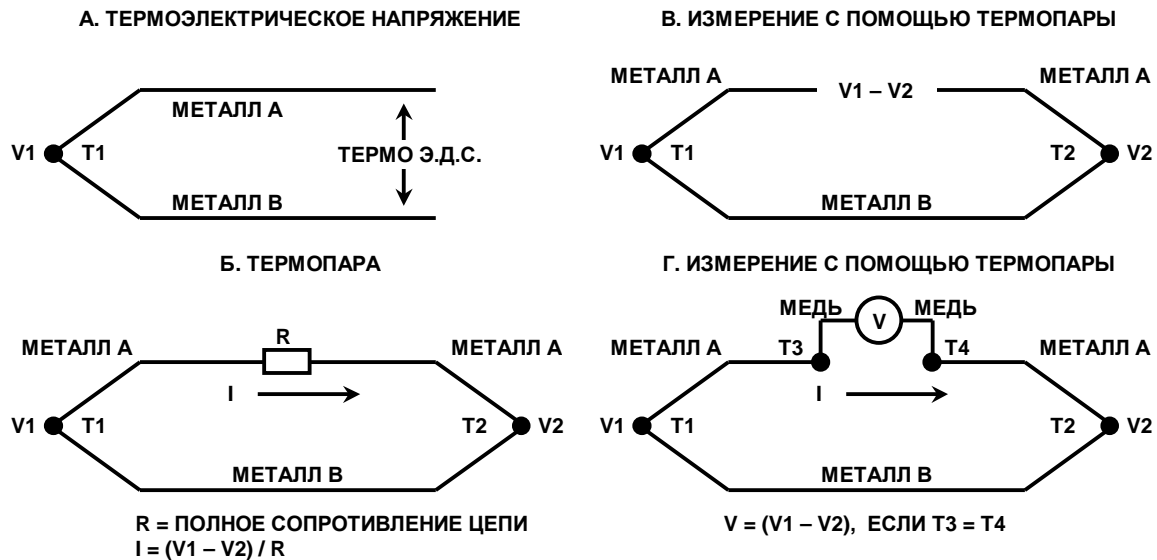 А. ТЕРМОЭЛЕКТРИЧЕСКОЕ НАПРЯЖЕНИЕ
МЕТАЛЛ А
V1 T1
ТЕРМО Э.Д.С.
МЕТАЛЛ В
В. ИЗМЕРЕНИЕ С ПОМОЩЬЮ ТЕРМОПАРЫ
МЕТАЛЛ А V1 – V2 МЕТАЛЛ А
V1 T1 T2 V2
МЕТАЛЛ В
Б. ТЕРМОПАРА
R
МЕТАЛЛ А МЕТАЛЛ А
I
V1 T1 T2 V2
МЕТАЛЛ В
R = ПОЛНОЕ СОПРОТИВЛЕНИЕ ЦЕПИ
I = (V1 – V2) / R
Г. ИЗМЕРЕНИЕ С ПОМОЩЬЮ ТЕРМОПАРЫ
МЕДЬ V МЕДЬ
МЕТАЛЛ А T3 T4 МЕТАЛЛ А
I
V1 T1 T2 V2
МЕТАЛЛ В
V = (V1 – V2), ЕСЛИ T3 = T4